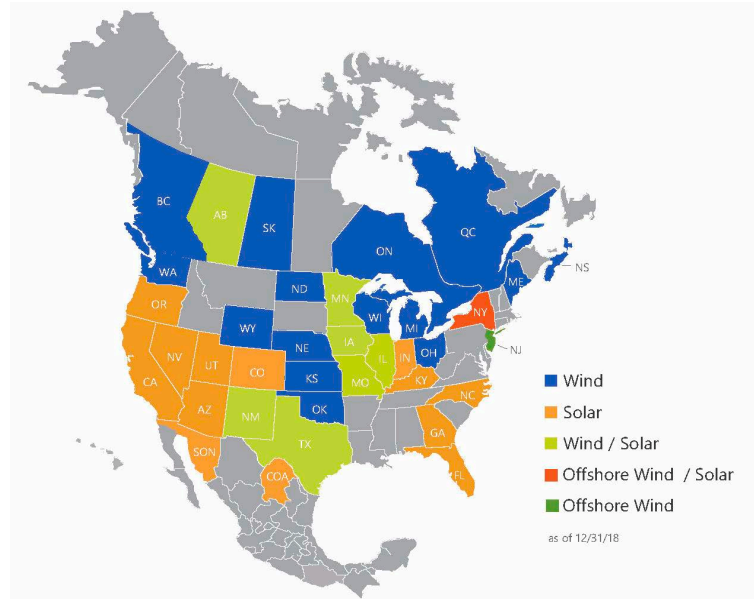 BC
AB
SK
ON
QC
NS
ME
WA
ND
MN
OR
WI
MI
NY
WY
IA
NE
NJ
NV
UT
CO
IL
IN
OH
CA
KS
MO
KY
NC
AZ
NM
OK
TX
GA
SON
COA
FL
Wind
Solar
Wind / Solar
Offshore Wind / Solar
Offshore Wind
as of 12/31/18